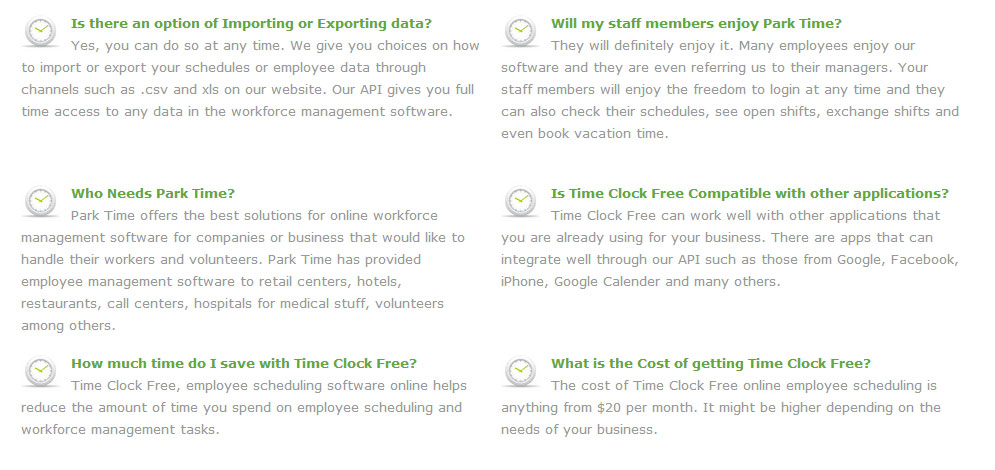 Is there an option of Importing or Exporting data?
Yes, you can do so at any time. We give you choices on how
to import or export your schedules or employee data through
channels such as .csv and xls on our website. Our API gives you full
time access to any data in the workforce management software.
Will my staff members enjoy Park Time?
They will definitely enjoy it. Many employees enjoy our
software and they are even referring us to their managers. Your
staff members will enjoy the freedom to login at any time and they
can also check their schedules, see open shifts, exchange shifts and
even book vacation time.
Who Needs Park Time?
Park Time offers the best solutions for online workforce
management software for companies or business that would like to
handle their workers and volunteers. Park Time has provided
employee management software to retail centers, hotels,
restaurants, call centers, hospitals for medical stuff, volunteers
among others.
Is Time Clock Free Compatible with other applications?
Time Clock Free can work well with other applications that
you are already using for your business. There are apps that can
integrate well through our API such as those from Google, Facebook,
iPhone, Google Calender and many others.
How much time do I save with Time Clock Free?
Time Clock Free, employee scheduling software online helps
reduce the amount of time you spend on employee scheduling and
workforce management tasks.
What is the Cost of getting Time Clock Free?
The cost of Time Clock Free online employee scheduling is
anything from $20 per month. It might be higher depending on the
needs of your business.